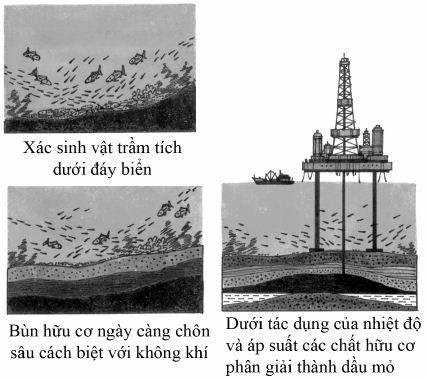 Xác sinh vật trầm tích
dưới đáy biển
Bùn hữu cơ ngày càng chôn
sâu cách biệt với không khí
Dưới tác dụng của nhiệt độ
và áp suất các chất hữu cơ
phân giải thành dầu mỏ